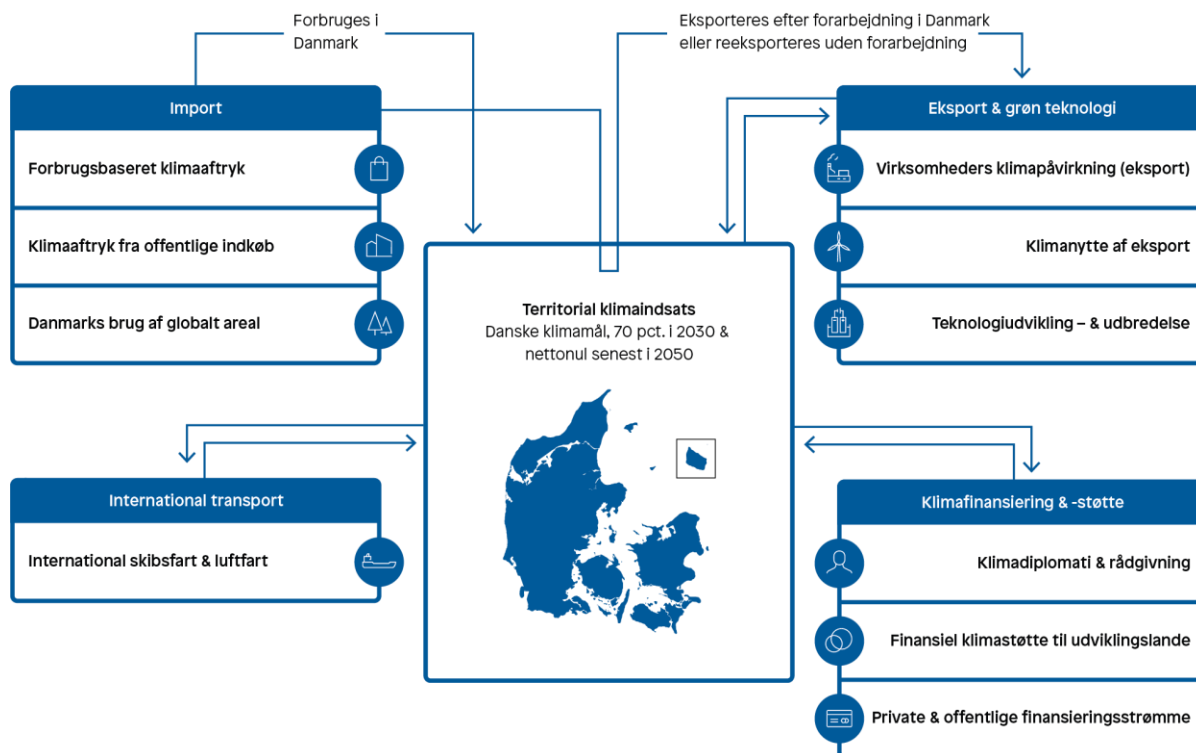 Forbruges i
Danmark
Eksporteres efter forarbejdning i Danmark
eller reeksporteres uden forarbejdning
Import
Forbrugsbaseret klimaaftryk
Klimaaftryk fra offentlige indkøb
Danmarks brug af globalt areal
Eksport & grøn teknologi
Virksomheders klimapåvirkning (eksport)
Klimanytte af eksport
Teknologiudvikling – & udbredelse
Territorial klimaindsats
Danske klimamål, 70 pct. i 2030 &
nettonul senest i 2050
International transport
International skibsfart & luftfart
Klimafinansiering & -støtte
Klimadiplomati & rådgivning
Finansiel klimastøtte til udviklingslande
Private & offentlige finansieringsstrømme